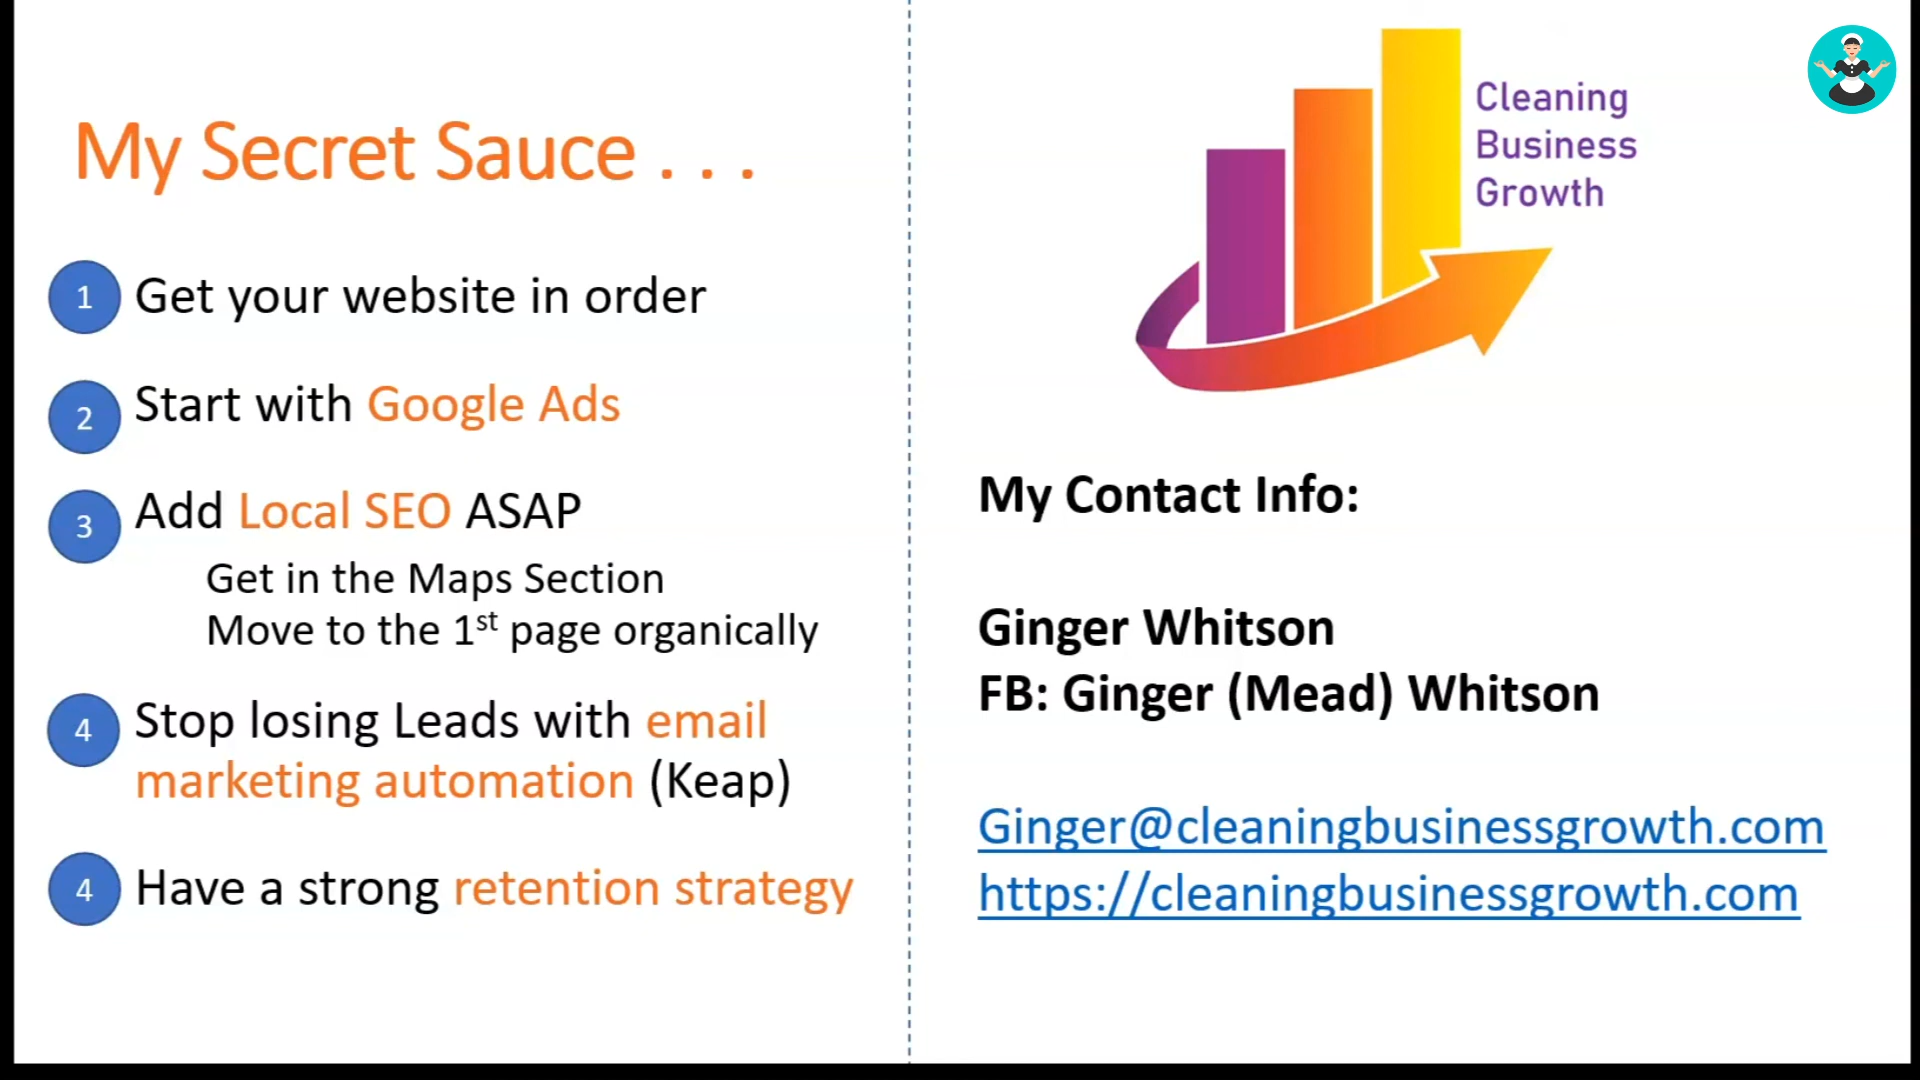 My Secret Sauce . . .
1 Get your website in order
2 Start with Google Ads
3 Add Local SEO ASAP
Get in the Maps Section
Move to the 1st page organically
4 Stop losing Leads with email
marketing automation (Keap)
4 Have a strong retention strategy
Cleaning
Business
Growth
My Contact Info:
Ginger Whitson
FB: Ginger (Mead) Whitson
Ginger@cleaningbusinessgrowth.com
https://cleaningbusinessgrowth.com